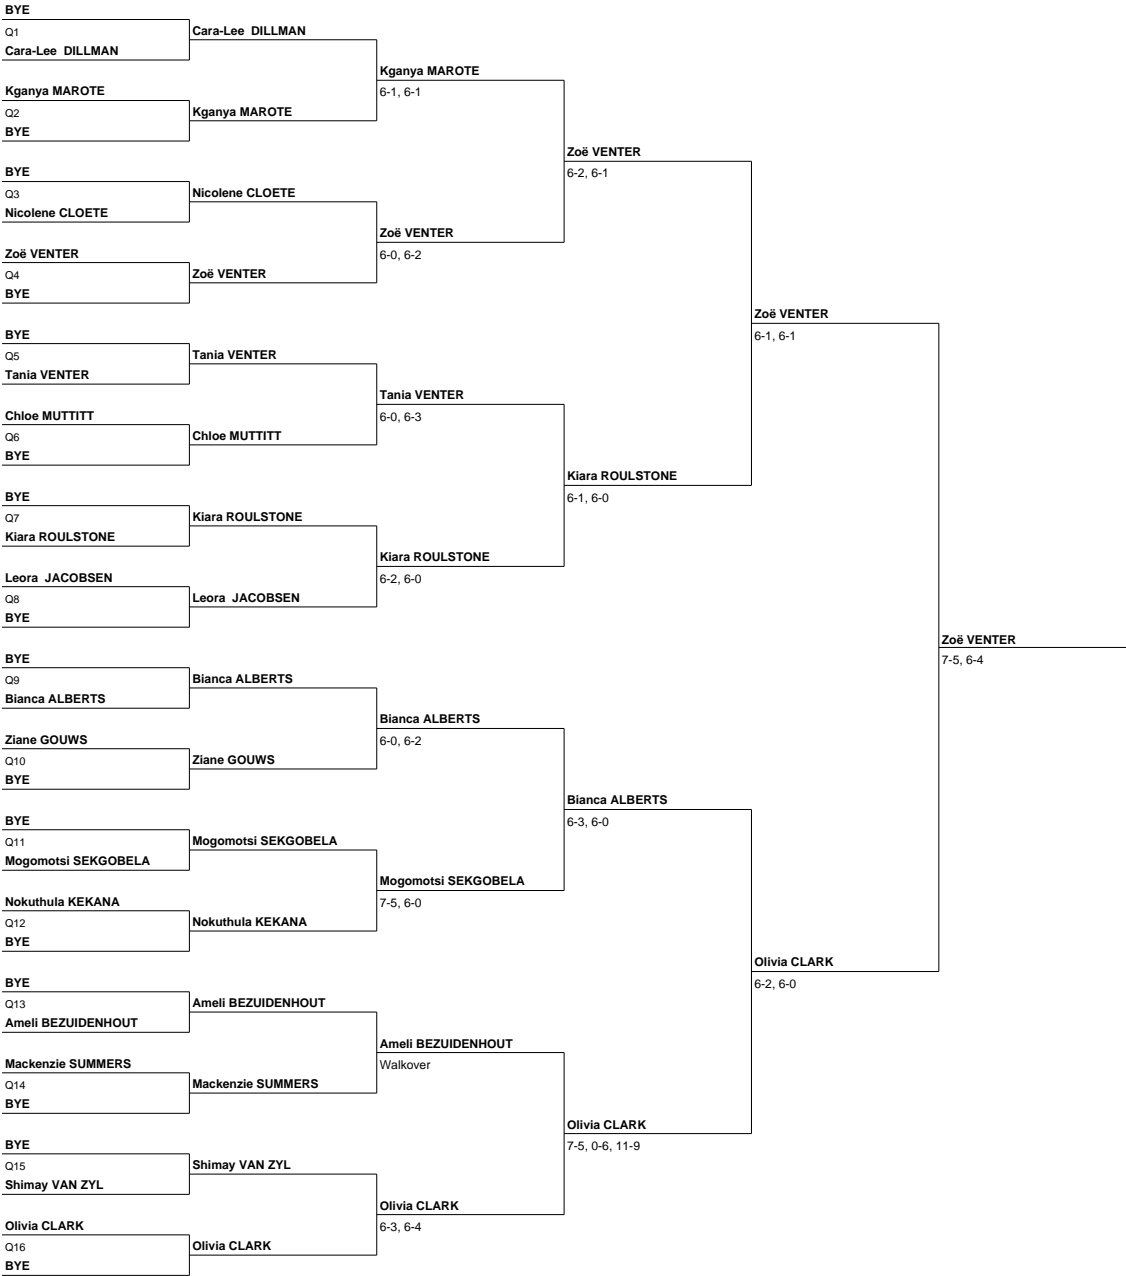 BYE
Q1
Cara-Lee  DILLMAN
Kganya MAROTE
Q2
BYE
BYE
Q3
Nicolene CLOETE
Zoë VENTER
Q4
BYE
BYE
Q5
Tania VENTER
Chloe MUTTITT
Q6
BYE
BYE
Q7
Kiara ROULSTONE
Leora  JACOBSEN
Q8
BYE
BYE
Q9
Bianca ALBERTS
Ziane GOUWS
Q10
BYE
BYE
Q11
Mogomotsi SEKGOBELA
Nokuthula KEKANA
Q12
BYE
BYE
Q13
Ameli BEZUIDENHOUT
Mackenzie SUMMERS
Q14
BYE
BYE
Q15
Shimay VAN ZYL
Olivia CLARK
Q16
BYE
Cara-Lee  DILLMAN
Kganya MAROTE
Nicolene CLOETE
Zoë VENTER
Tania VENTER
Chloe MUTTITT
Kiara ROULSTONE
Leora  JACOBSEN
Bianca ALBERTS
Ziane GOUWS
Mogomotsi SEKGOBELA
Nokuthula KEKANA
Ameli BEZUIDENHOUT
Mackenzie SUMMERS
Shimay VAN ZYL
Olivia CLARK
Kganya MAROTE
6-1, 6-1
Zoë VENTER
6-0, 6-2
Tania VENTER
6-0, 6-3
Kiara ROULSTONE
6-2, 6-0
Bianca ALBERTS
6-0, 6-2
Mogomotsi SEKGOBELA
7-5, 6-0
Ameli BEZUIDENHOUT
Walkover
Olivia CLARK
6-3, 6-4
Zoë VENTER
6-2, 6-1
Kiara ROULSTONE
6-1, 6-0
Bianca ALBERTS
6-3, 6-0
Olivia CLARK
7-5, 0-6, 11-9
Zoë VENTER
6-1, 6-1
Olivia CLARK
6-2, 6-0
Zoë VENTER
7-5, 6-4